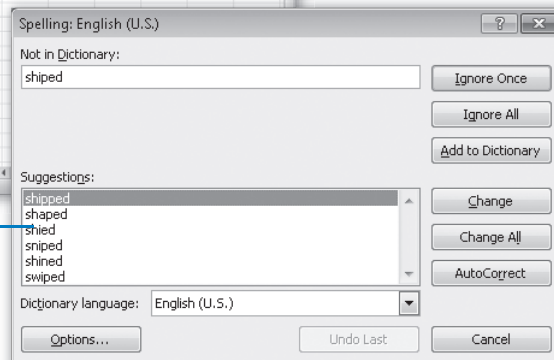 Spelling: English (U.S.)
Not in Dictionary:
shiped
Ignore Once
Ignore All
Add to Dictionary
Suggestions:
shipped
shaped
shied
sniped
shined
swiped
Change
Change All
AutoCorrect
Dictionary language: English (U.S.)
Options...
Undo Last
Cancel